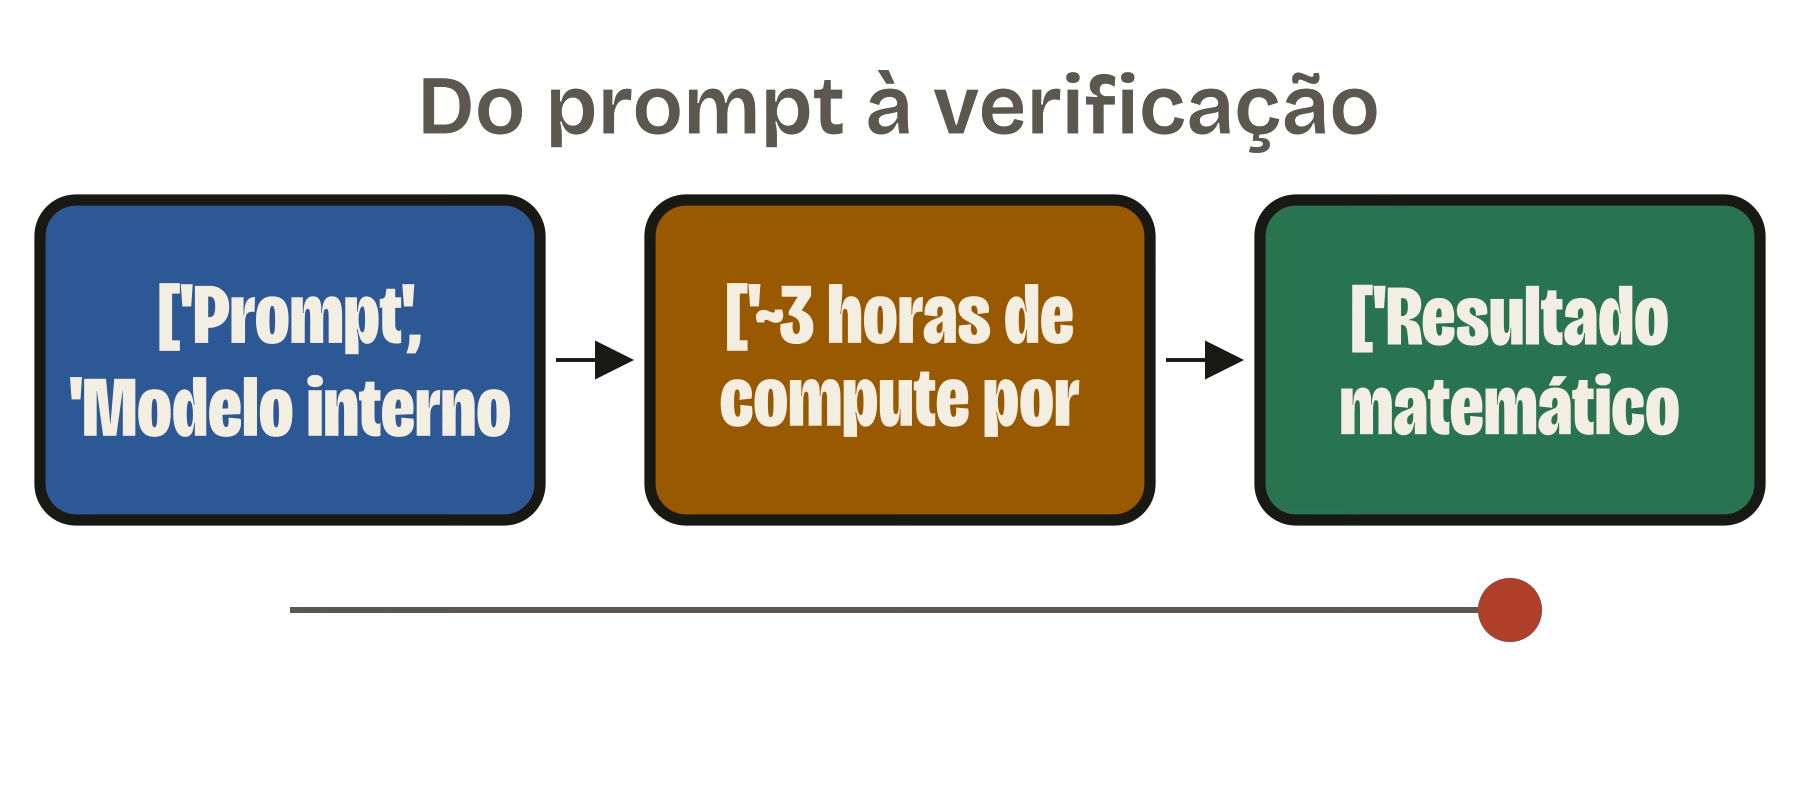 Do prompt à verificação
['Prompt',
'Modelo interno
['~3 horas de
compute por
['Resultado
matemático